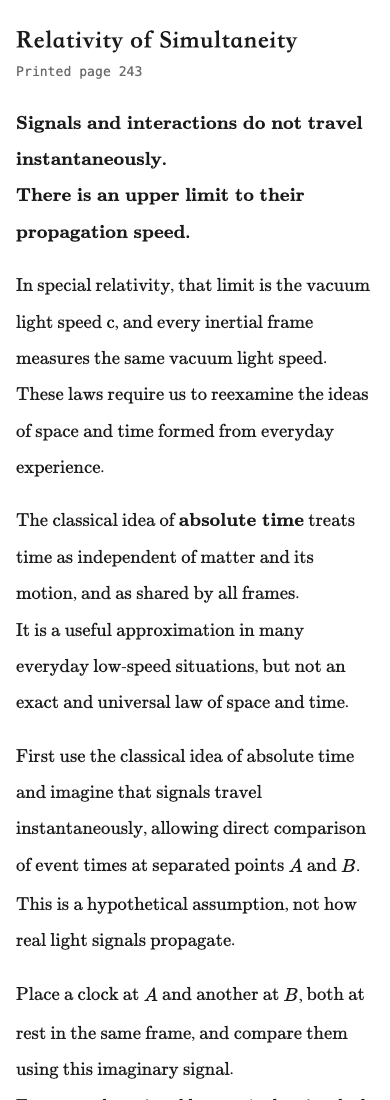 Relativity of Simultaneity
Printed page 243
Signals and interactions do not travel
instantaneously.
There is an upper limit to their
propagation speed.
In special relativity, that limit is the vacuum
light speed c, and every inertial frame
measures the same vacuum light speed.
These laws require us to reexamine the ideas
of space and time formed from everyday
experience.
The classical idea of absolute time treats
time as independent of matter and its
motion, and as shared by all frames.
It is a useful approximation in many
everyday low-speed situations, but not an
exact and universal law of space and time.
First use the classical idea of absolute time
and imagine that signals travel
instantaneously, allowing direct comparison
of event times at separated points A and B.
This is a hypothetical assumption, not how
real light signals propagate.
Place a clock at A and another at B, both at
rest in the same frame, and compare them
using this imaginary signal.